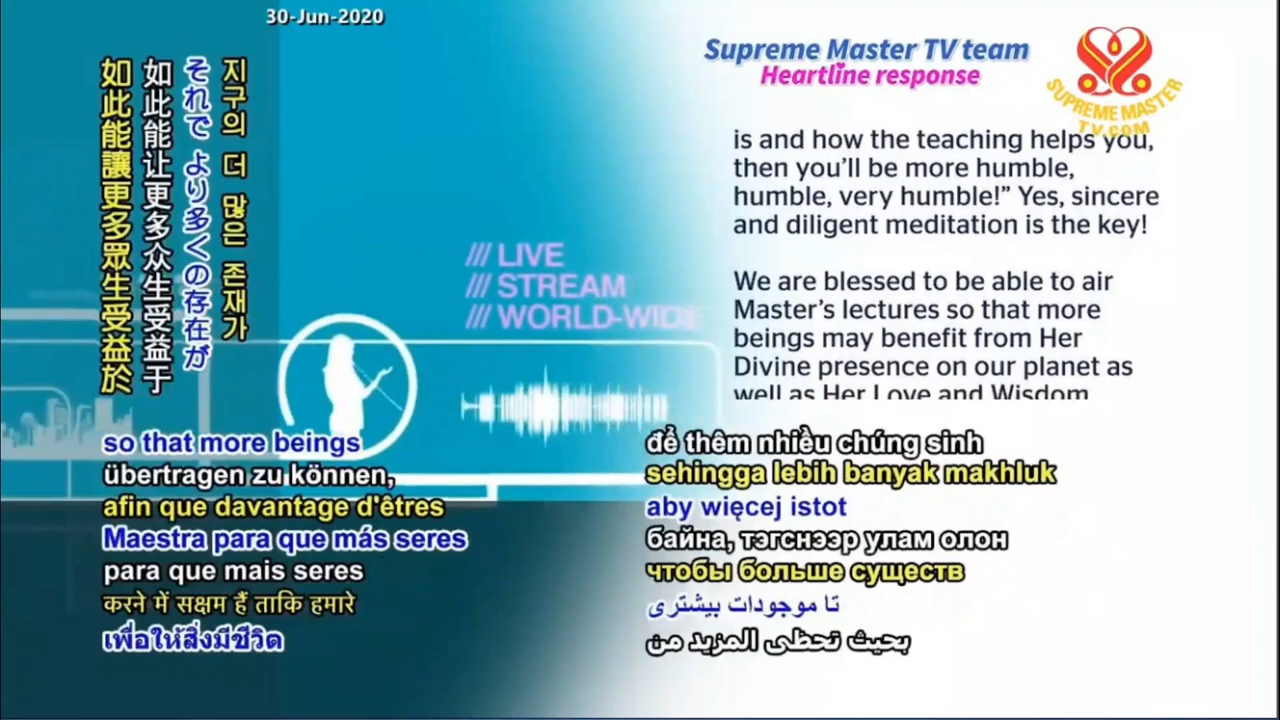 30-Jun-2020
Supreme Master TV team
Heartline response
SUPREME MASTER
TV.COM
is and how the teaching helps you,
then you’ll be more humble,
humble, very humble!” Yes, sincere
and diligent meditation is the key!
We are blessed to be able to air
Master’s lectures so that more
beings may benefit from Her
Divine presence on our planet as
well as Her Love and Wisdom
/// LIVE
/// STREAM
/// WORLD-WIDE
지구의 더 많은 존재가
それで より多くの存在が
如此能让更多众生受益于
如此能讓更多眾生受益於
so that more beings
übertragen zu können,
afin que davantage d'êtres
Maestra para que más seres
para que mais seres
करने में सक्षम हैं ताकि हमारे
เพื่อให้สิ่งมีชีวิต
để thêm nhiều chúng sinh
sehingga lebih banyak makhluk
aby więcej istot
байна, тэгснээр улам олон
чтобы больше существ
تا موجودات بیشتری
بحيث تحظى المزيد من